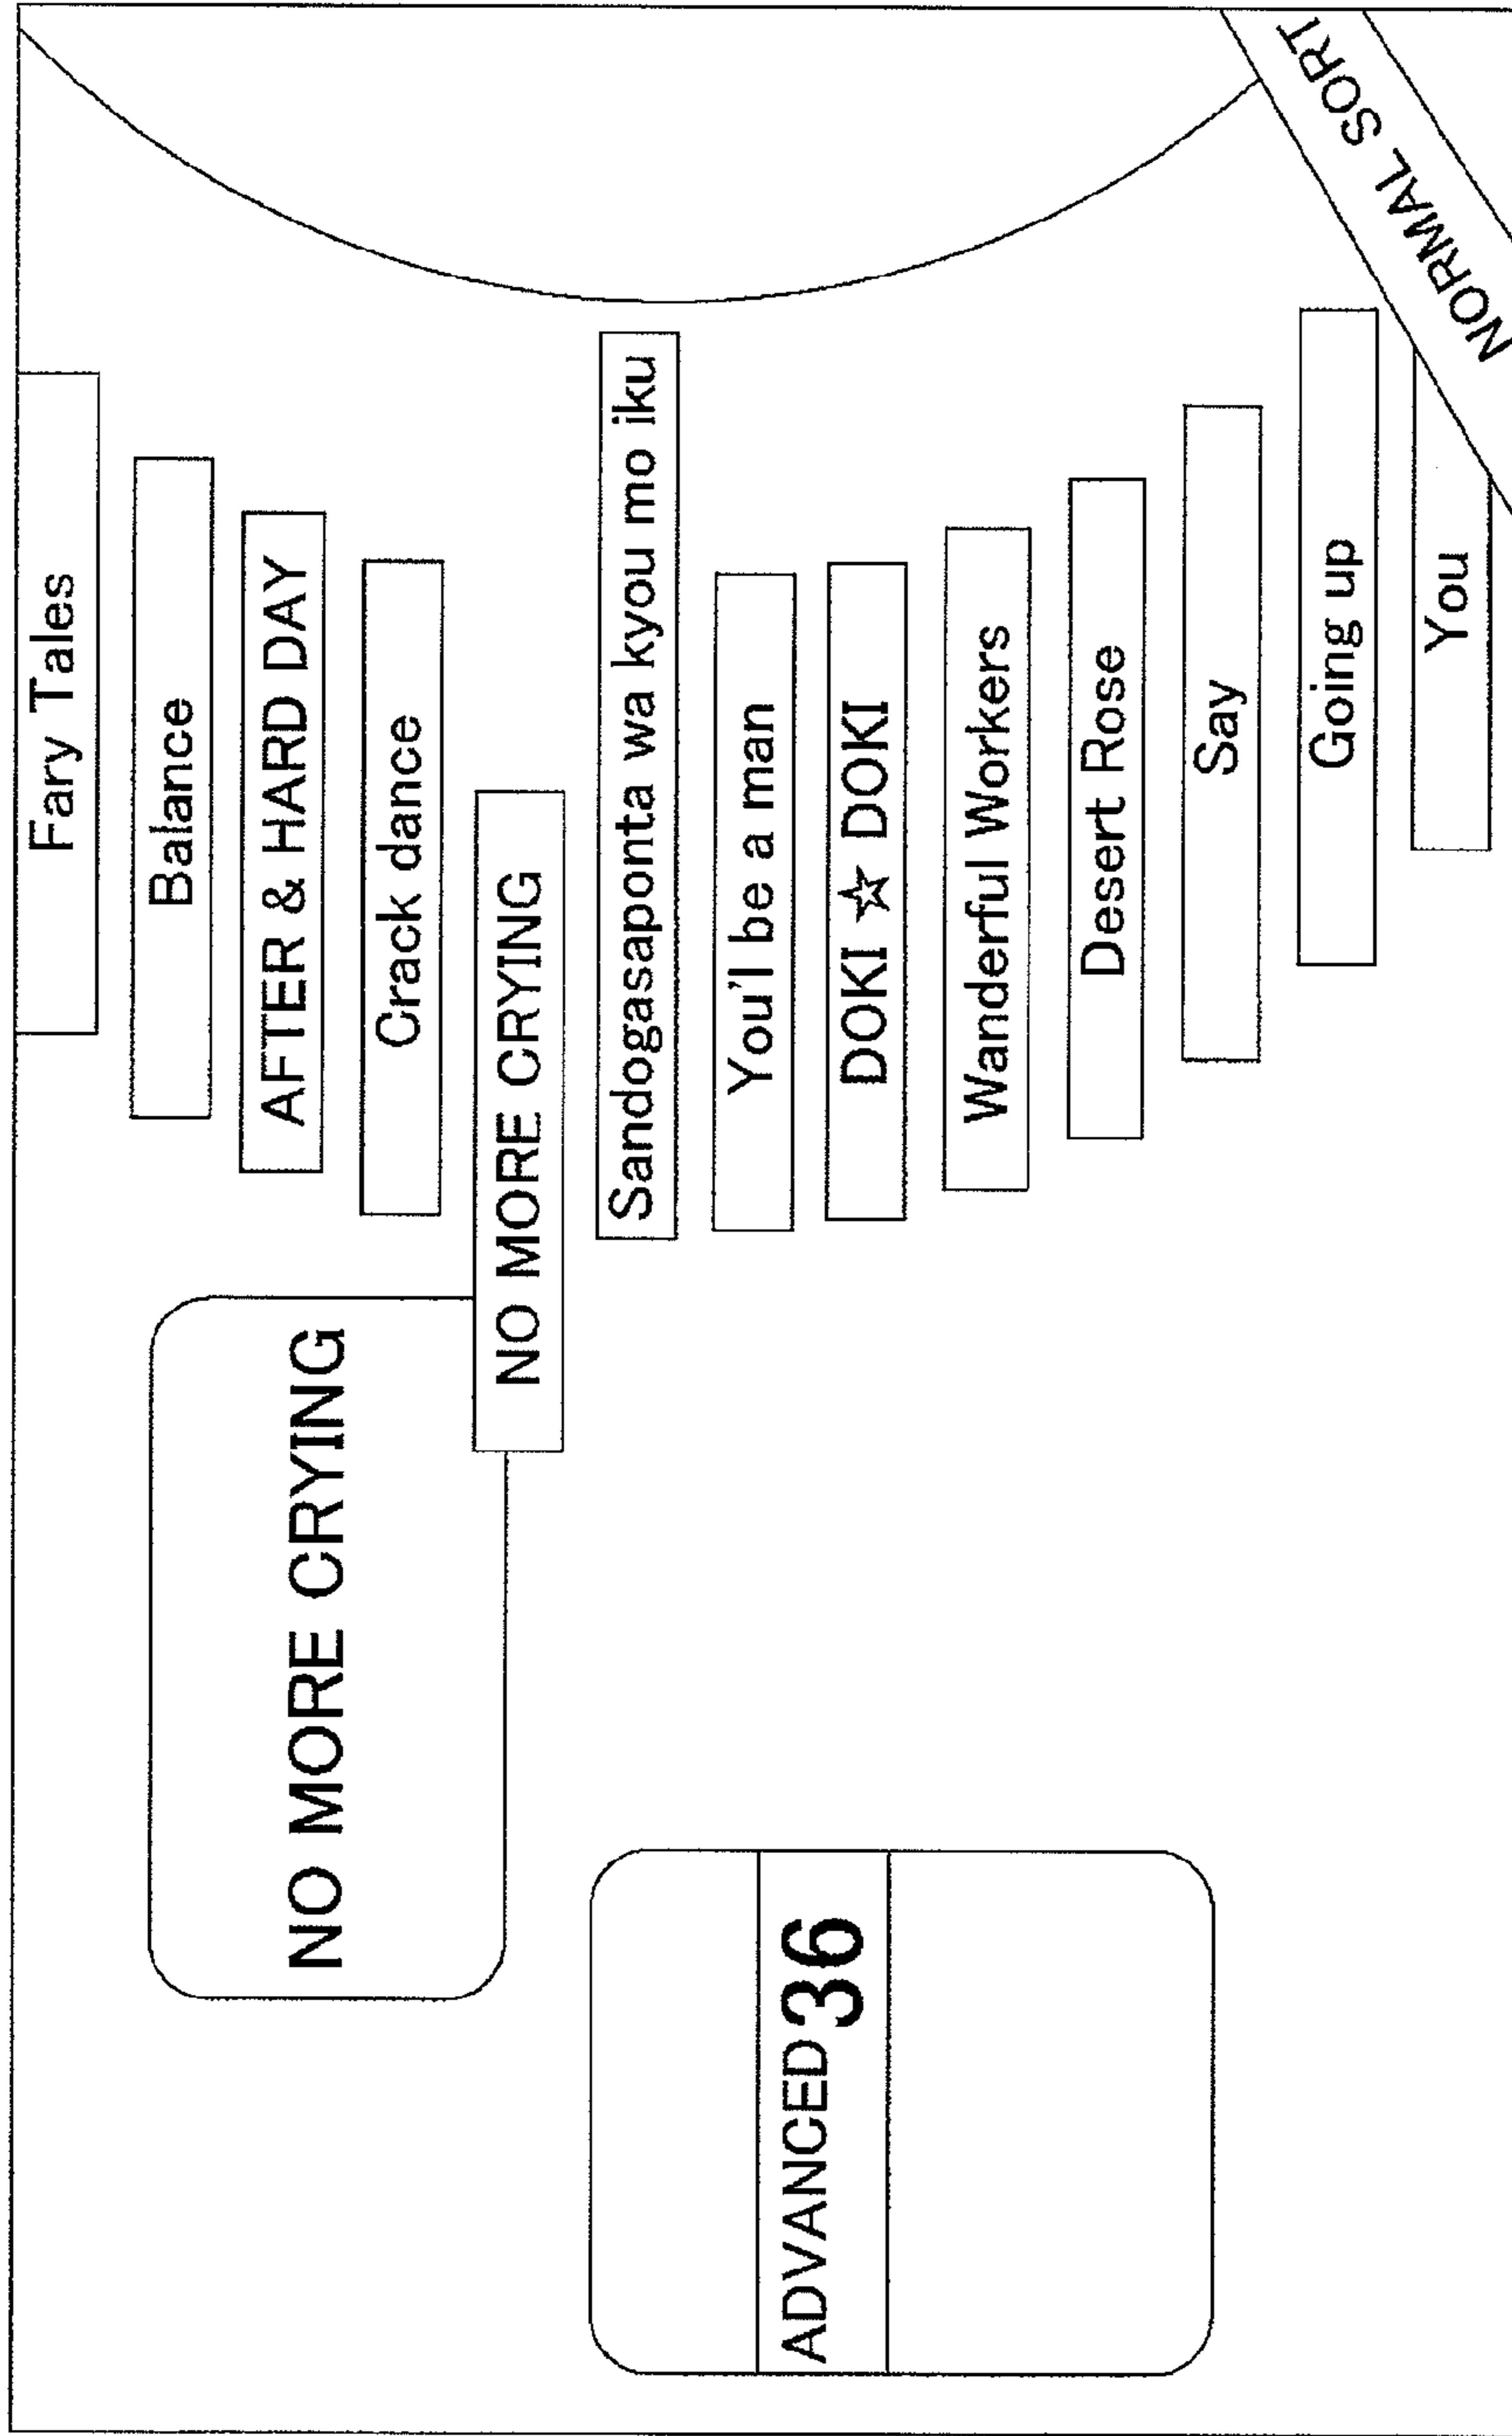 Fary Tales
Balance
AFTER & HARD DAY
Crack dance
NO MORE CRYING
NO MORE CRYING
Sandogasaponta wa kyou mo iku
You'll be a man
DOKI ☆ DOKI
ADVANCED 36
Wanderful Workers
Desert Rose
Say
Going up
You
NORMAL SORT